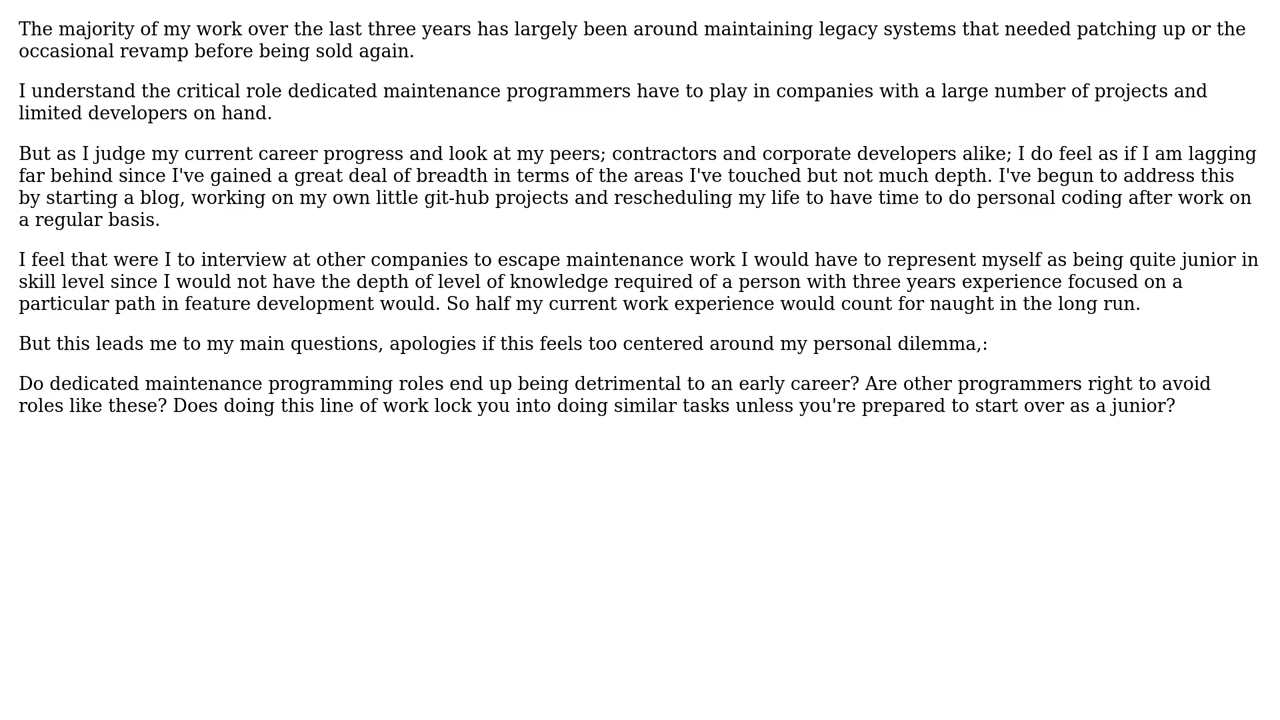 The majority of my work over the last three years has largely been around maintaining legacy systems that needed patching up or the
occasional revamp before being sold again.
I understand the critical role dedicated maintenance programmers have to play in companies with a large number of projects and
limited developers on hand.
But as I judge my current career progress and look at my peers; contractors and corporate developers alike; I do feel as if I am lagging
far behind since I've gained a great deal of breadth in terms of the areas I've touched but not much depth. I've begun to address this
by starting a blog, working on my own little git-hub projects and rescheduling my life to have time to do personal coding after work on
a regular basis.
I feel that were I to interview at other companies to escape maintenance work I would have to represent myself as being quite junior in
skill level since I would not have the depth of level of knowledge required of a person with three years experience focused on a
particular path in feature development would. So half my current work experience would count for naught in the long run.
But this leads me to my main questions, apologies if this feels too centered around my personal dilemma,:
Do dedicated maintenance programming roles end up being detrimental to an early career? Are other programmers right to avoid
roles like these? Does doing this line of work lock you into doing similar tasks unless you're prepared to start over as a junior?